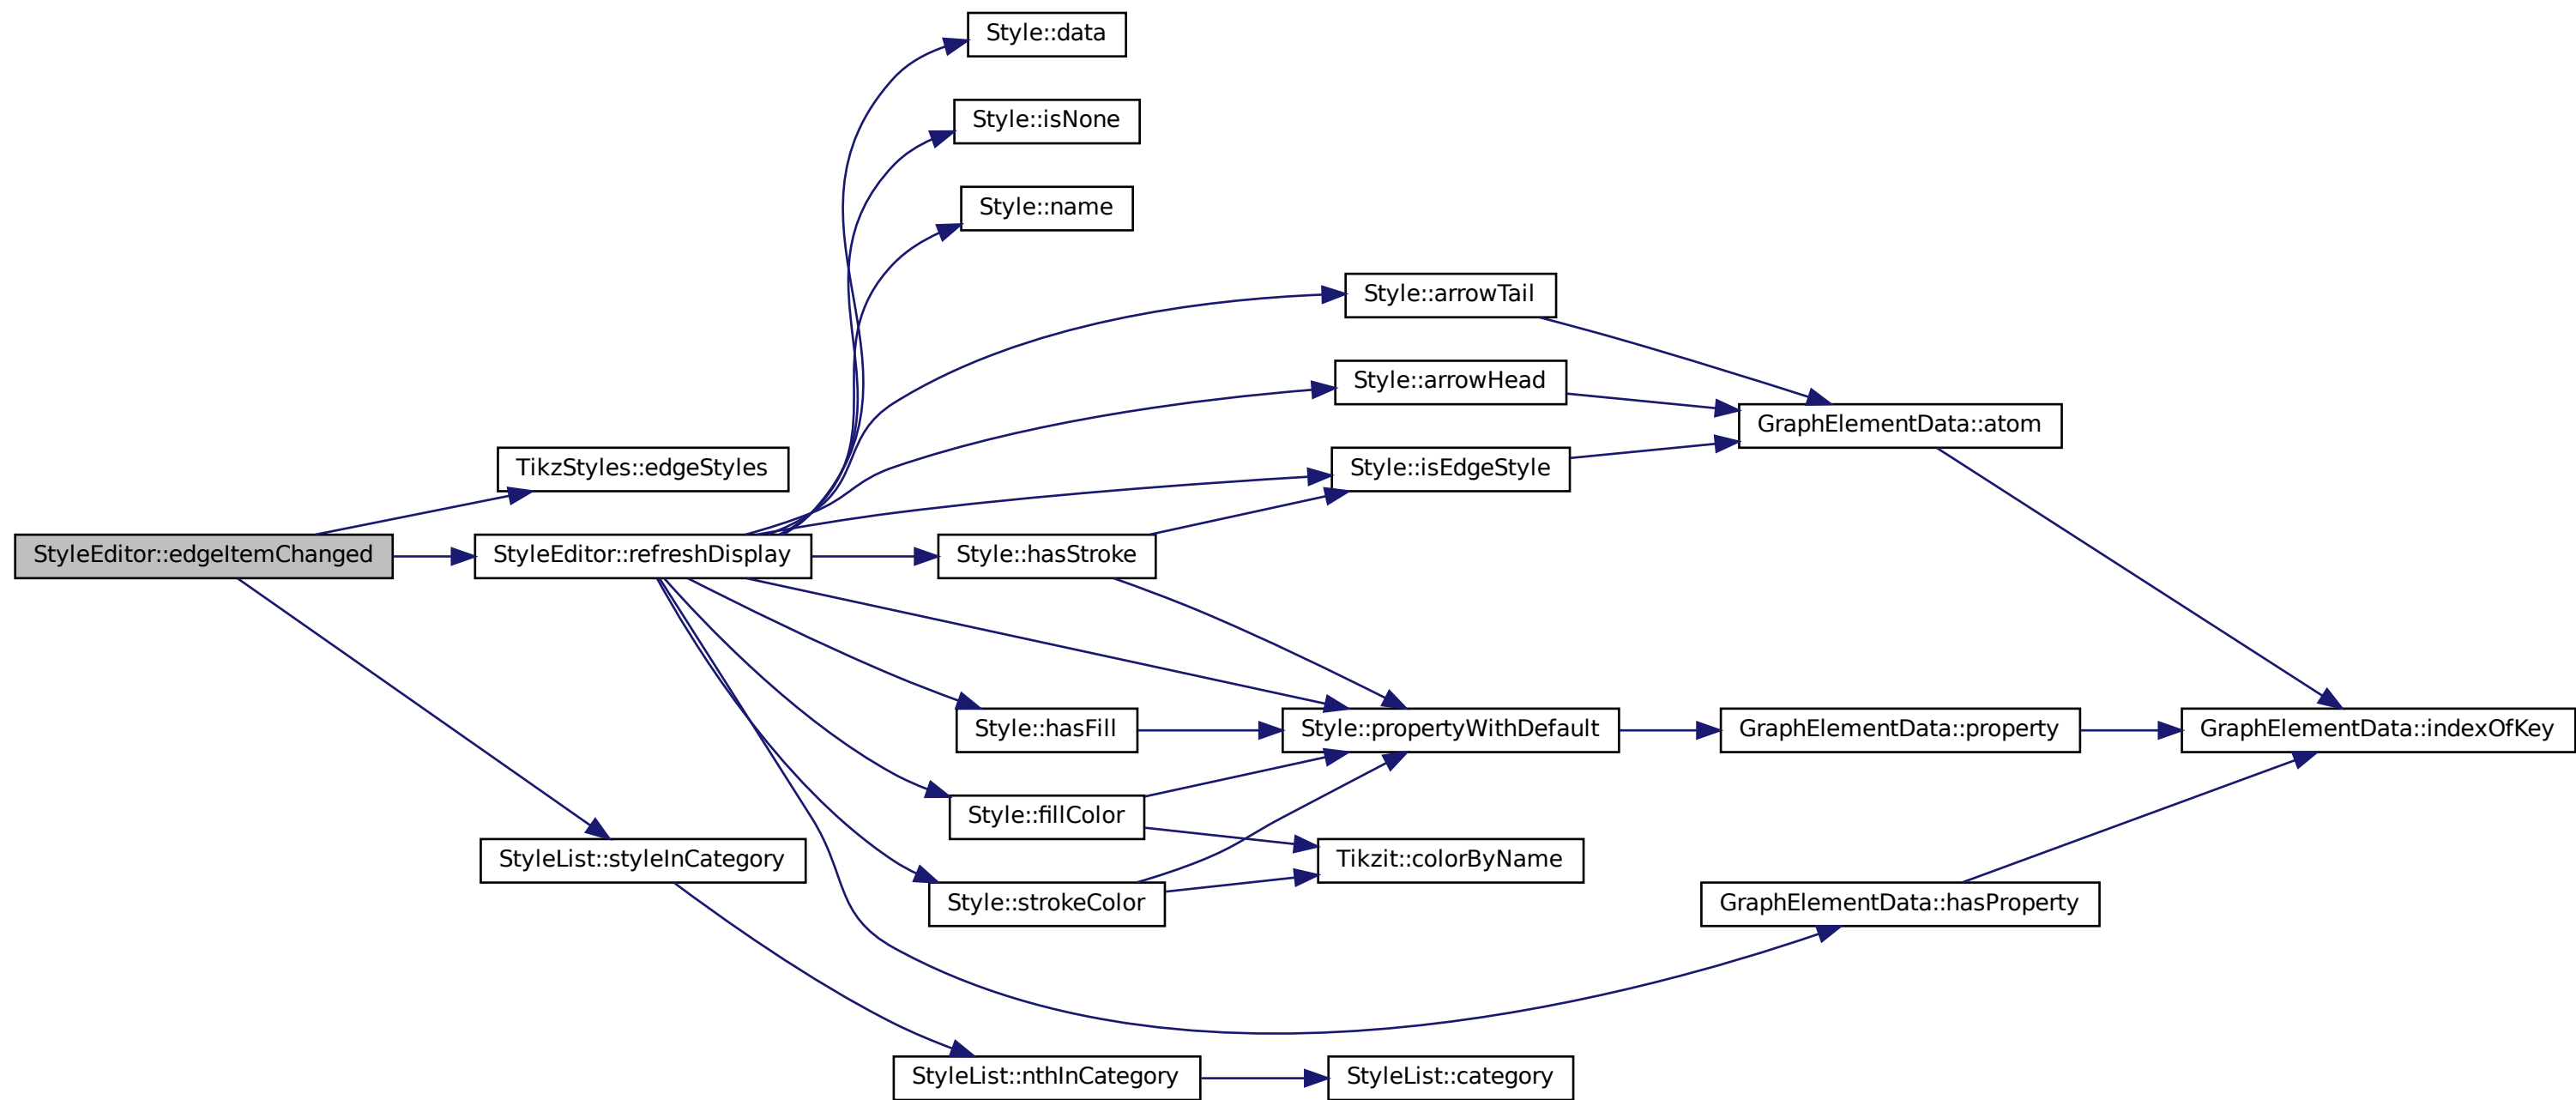 Style::data
Style::isNone
Style::name
Style::arrowTail
Style::arrowHead
GraphElementData::atom
TikzStyles::edgeStyles
Style::isEdgeStyle
StyleEditor::edgeItemChanged
StyleEditor::refreshDisplay
Style::hasStroke
Style::hasFill
Style::propertyWithDefault
GraphElementData::property
GraphElementData::indexOfKey
Style::fillColor
StyleList::styleInCategory
Tikzit::colorByName
Style::strokeColor
GraphElementData::hasProperty
StyleList::nthInCategory
StyleList::category